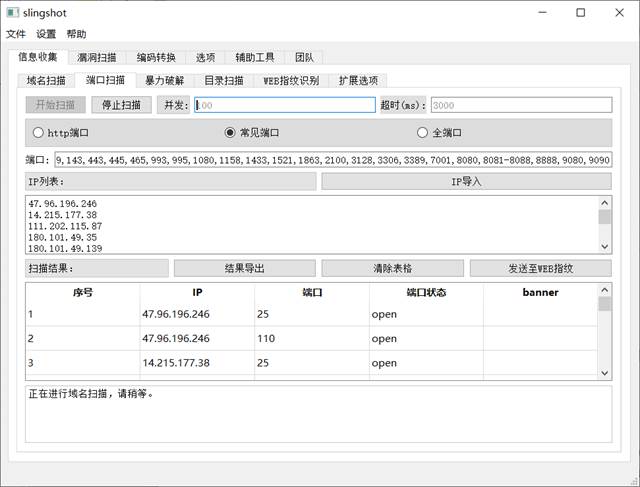 slingshot
文件 设置 帮助
信息收集 漏洞扫描 编码转换 选项 辅助工具 团队
域名扫描 端口扫描 暴力破解 目录扫描 WEB指纹识别 扩展选项
开始扫描 停止扫描 并发: 100 超时(ms): 3000
http端口 常见端口 全端口
端口: 9,143,443,445,465,993,995,1080,1158,1433,1521,1863,2100,3128,3306,3389,7001,8080,8081-8088,8888,9080,9090
IP列表: IP导入
47.96.196.246
14.215.177.38
111.202.115.87
180.101.49.35
180.101.49.139
扫描结果: 结果导出 清除表格 发送至WEB指纹
序号 IP 端口 端口状态 banner
1 47.96.196.246 25 open
2 47.96.196.246 110 open
3 14.215.177.38 25 open
正在进行域名扫描，请稍等。